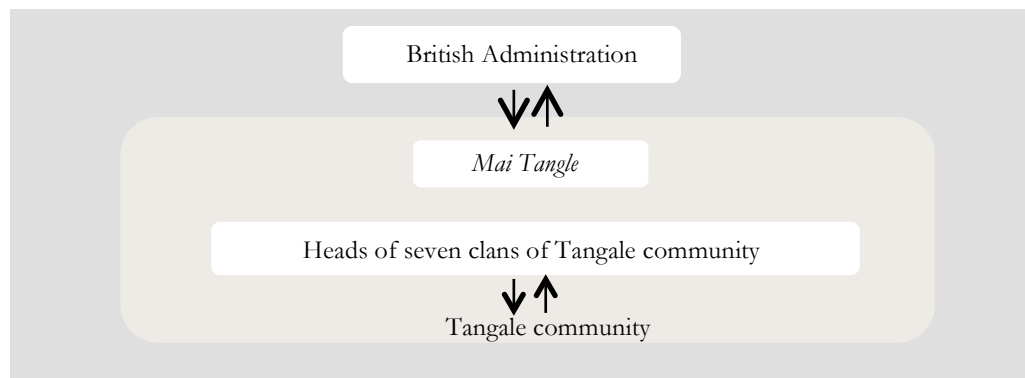 British Administration
Mai Tangle
Heads of seven clans of Tangale community
Tangale community